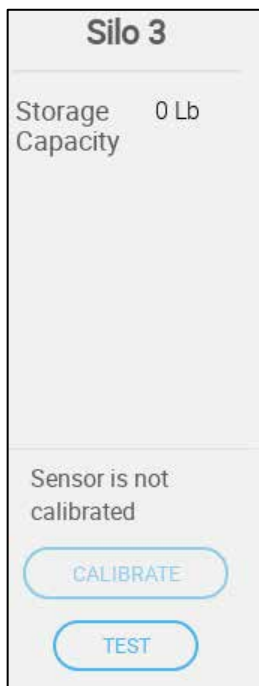 Silo 3
Storage 0 Lb
Capacity
Sensor is not
calibrated
CALIBRATE
TEST